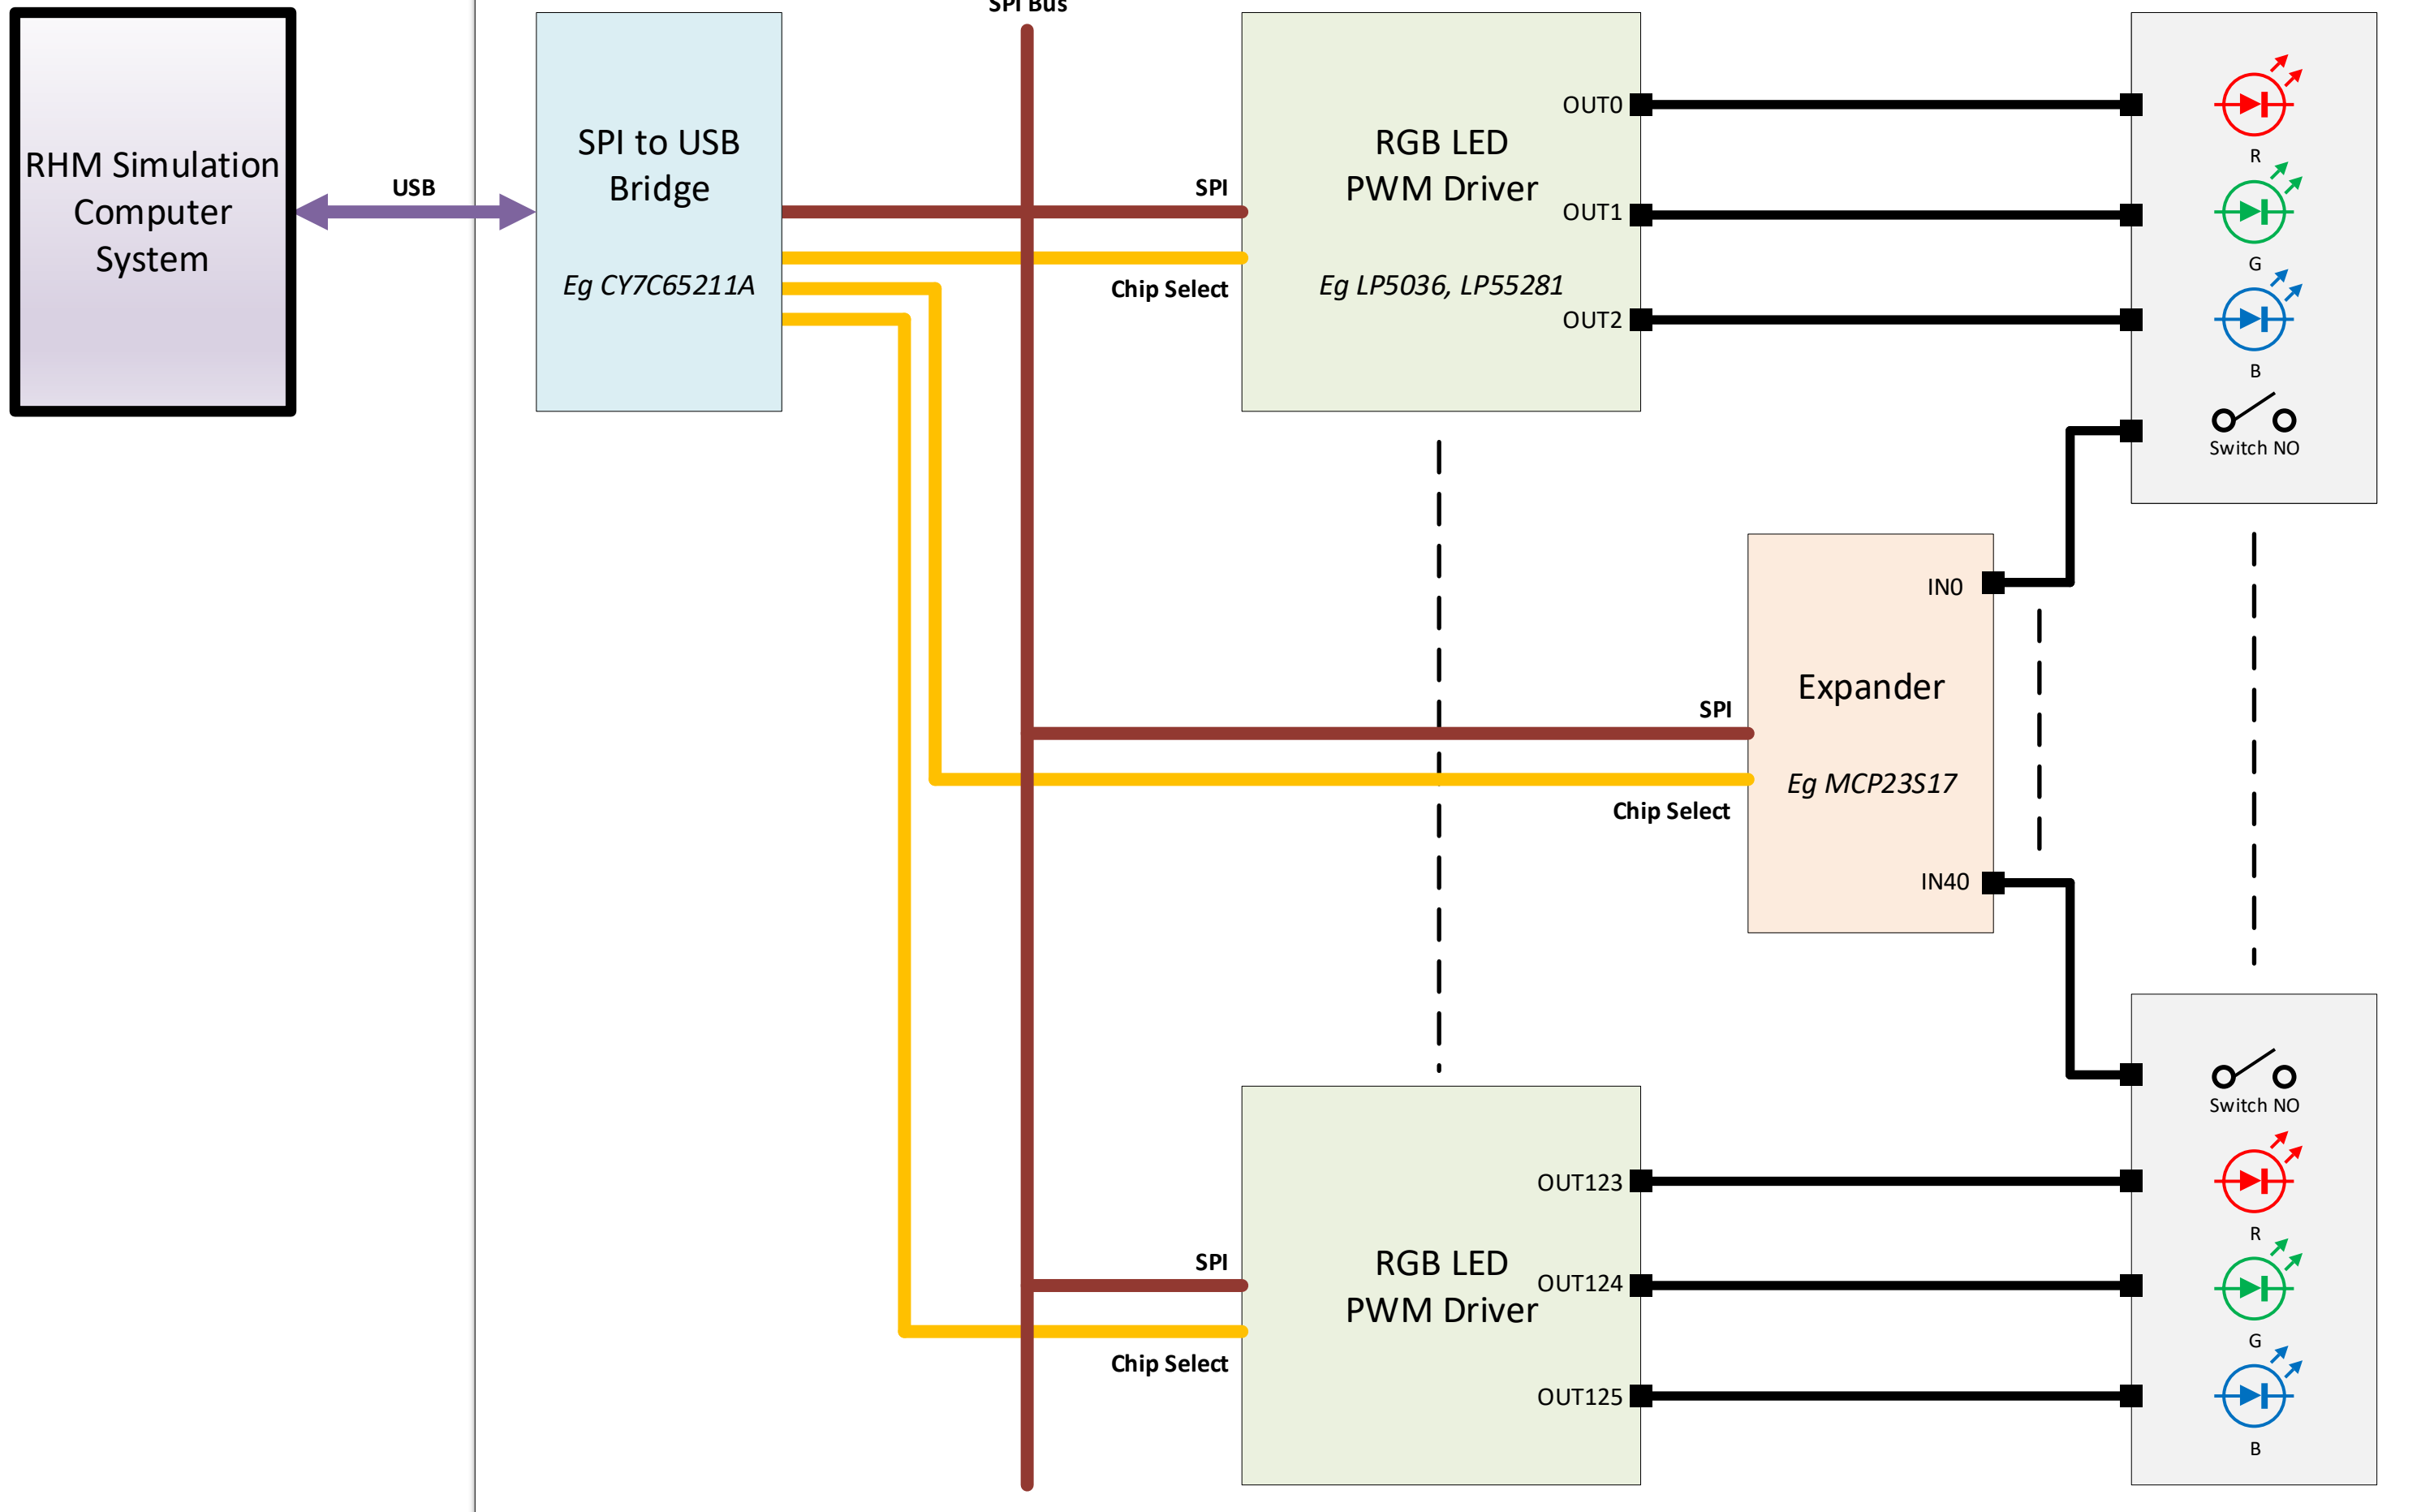 SPI Bus
RHM Simulation
Computer
System
USB
SPI to USB
Bridge
Eg CY7C65211A
SPI
Chip Select
RGB LED
PWM Driver
Eg LP5036, LP55281
OUT0
OUT1
OUT2
R
G
B
Switch NO
SPI
Chip Select
Expander
Eg MCP23S17
IN0
IN40
SPI
Chip Select
RGB LED
PWM Driver
OUT123
OUT124
OUT125
Switch NO
R
G
B